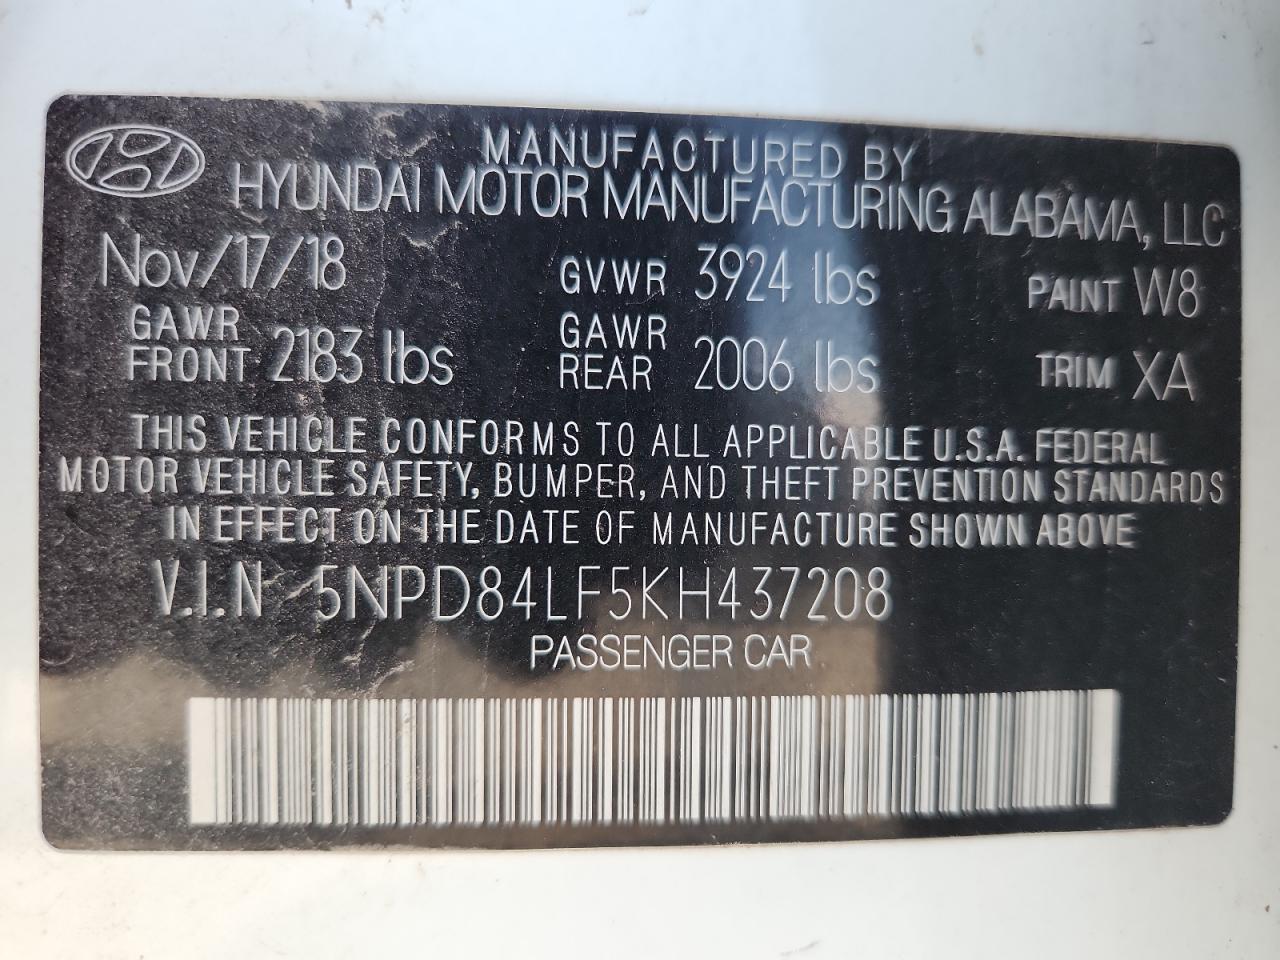 MANUFACTURED BY
HYUNDAI MOTOR MANUFACTURING ALABAMA, LLC
Nov/17/18 GVWR 3924 lbs PAINT W8
GAWR FRONT 2183 lbs GAWR REAR 2006 lbs TRIM XA
THIS VEHICLE CONFORMS TO ALL APPLICABLE U.S.A. FEDERAL
MOTOR VEHICLE SAFETY, BUMPER, AND THEFT PREVENTION STANDARDS
IN EFFECT ON THE DATE OF MANUFACTURE SHOWN ABOVE
V.I.N 5NPD84LF5KH437208
PASSENGER CAR